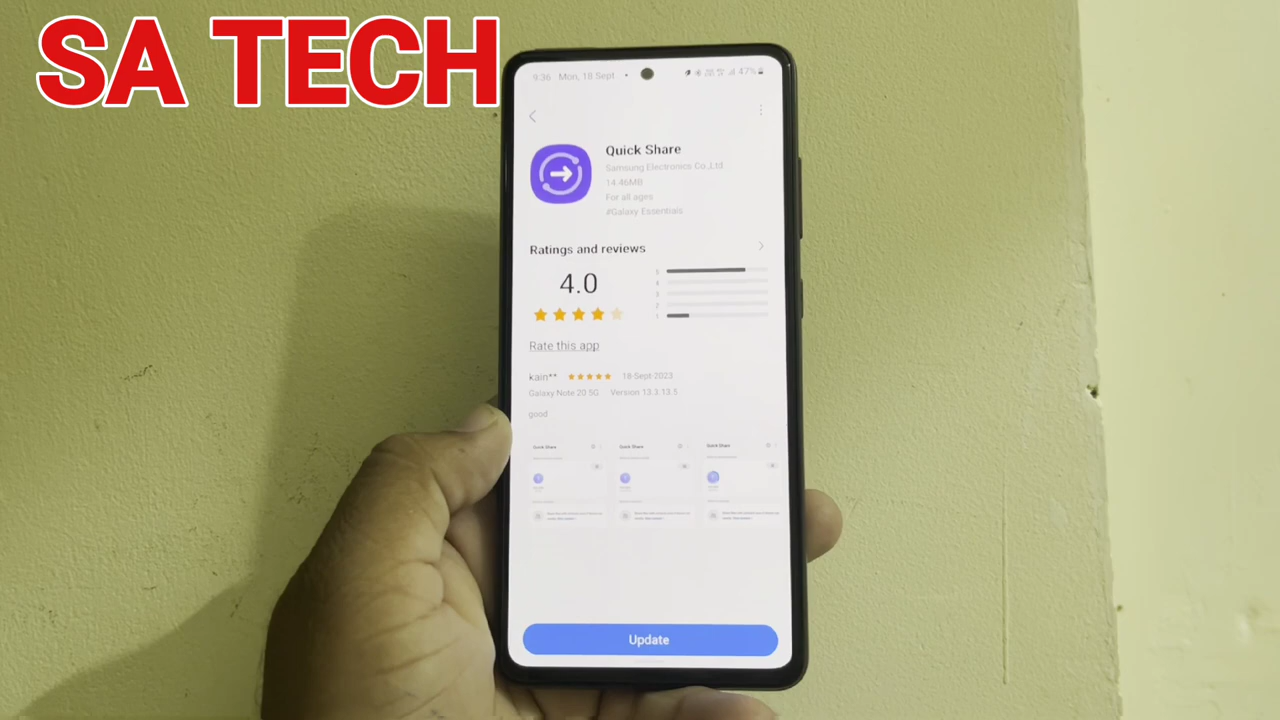 SA TECH
9:36 Mon, 18 Sept
47%
Quick Share
Samsung Electronics Co.,Ltd.
14.46MB
For all ages
#Galaxy Essentials
Ratings and reviews
4.0
5
4
3
2
1
Rate this app
kain** 18-Sept-2023
Galaxy Note 20 5G Version 13.3.13.5
good
Quick Share Quick Share Quick Share
Update